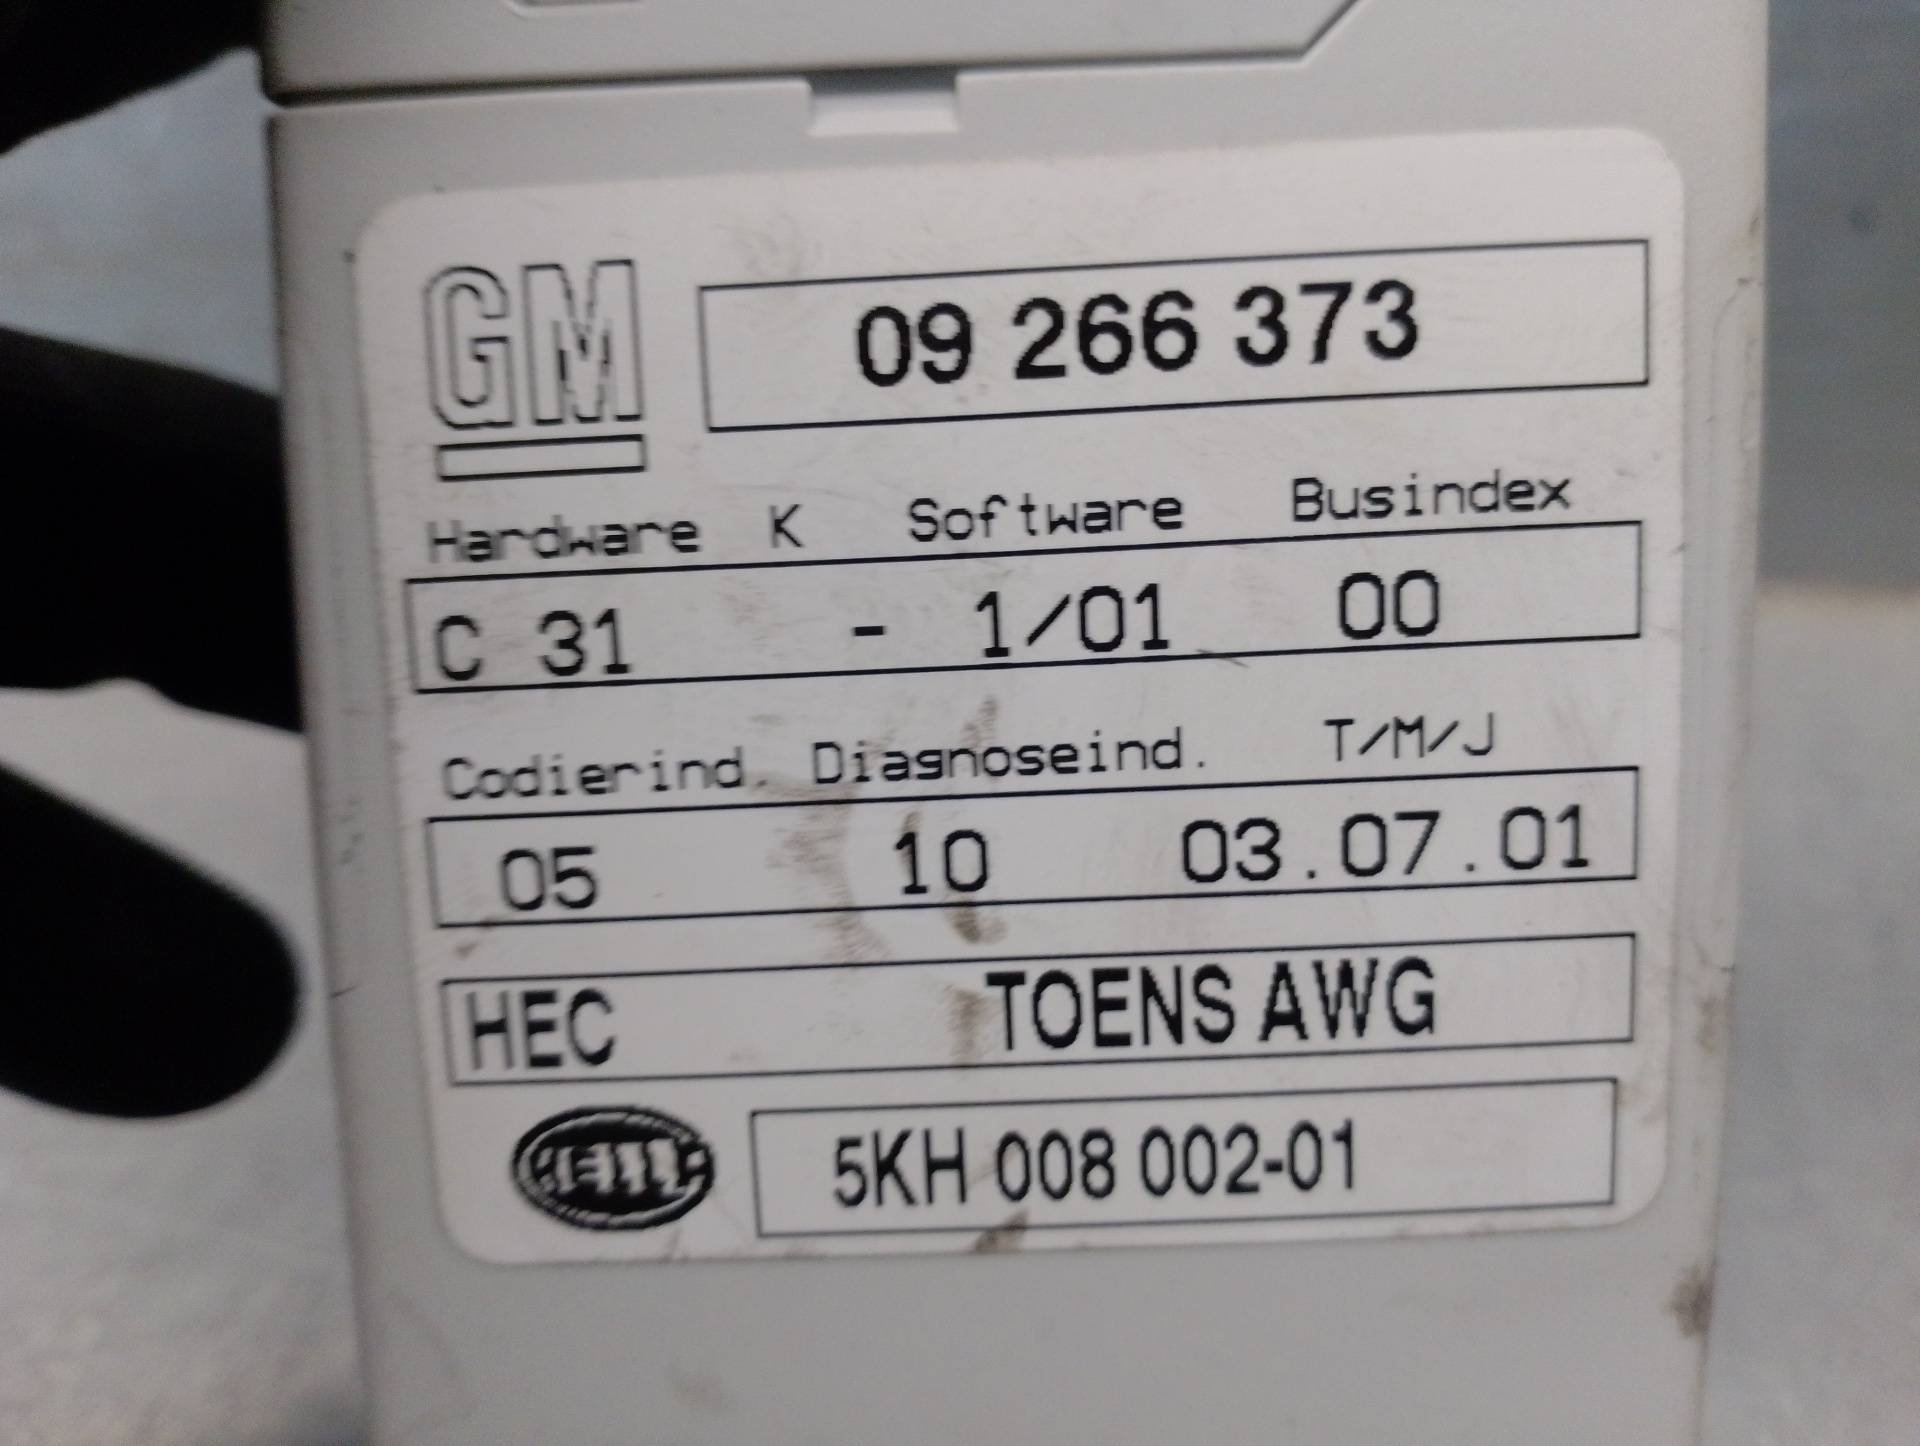 GM 09 266 373
Hardware K Software Busindex
C 31 - 1/01 00
Codierind. Diagnoseind. T/M/J
05 10 03.07.01
HEC TOENS AWG
HELLA 5KH 008 002-01